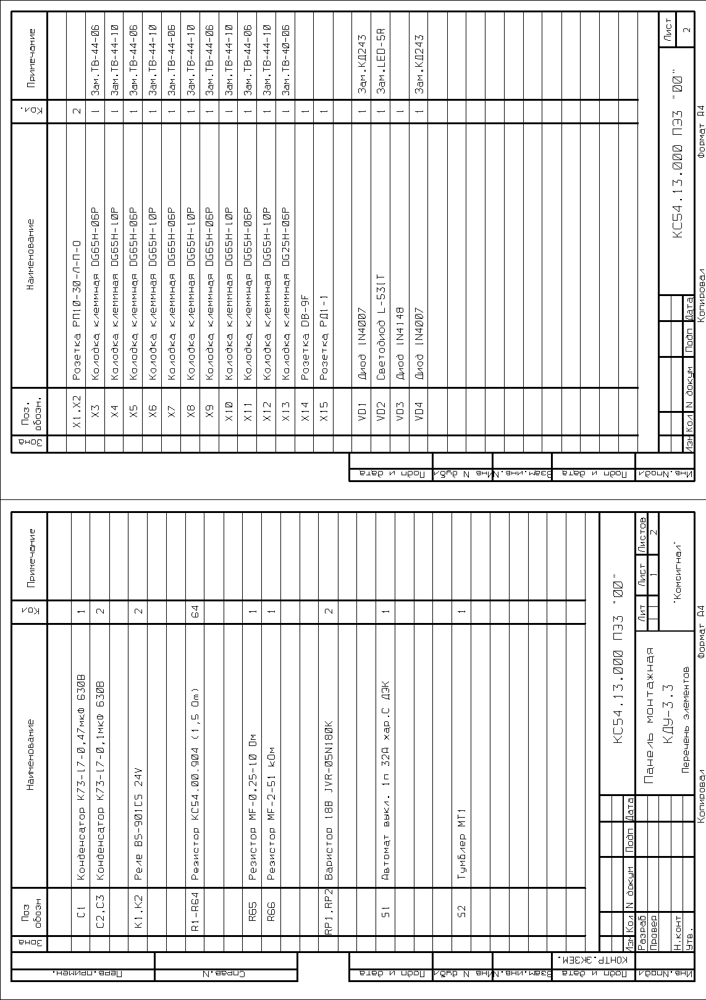 Зона Поз обозн Наименование Кол Примечание
C1 Конденсатор К73-17-0,47мкФ 630В 1
C2,C3 Конденсатор К73-17-0,1мкФ 630В 2
K1,K2 Реле BS-901CS 24V 2
R1-R64 Резистор КС54.00.904 (1,5 Om) 64
R65 Резистор MF-0.25-10 Ом 1
R66 Резистор MF-2-51 кОм 1
RP1,RP2 Варистор 18В JVR-05N180K 2
S1 Автомат выкл. 1п 32А хар.С ДЭК 1
S2 Тумблер МТ1 1
КС54.13.000 ПЭ3 "00"
Изм Кол N докум Подп Дата
Разраб
Провер
Н.конт
Утв.
Панель монтажная
КДУ-3.3
Перечень элементов
Лит Лист Листов
1 2
"Комсигнал"
Копировал Формат А4
Перв.примен.
Справ.N
Подп и дата
Инв N дубл
Взам.инв.N
Подп и дата
Инв.Nподл
КОНТР.ЭКЗЕМ.
Зона Поз. обозн. Наименование Кол. Примечание
X1.X2 Розетка РП10-30-Л-П-О 2
X3 Колодка клеммная DG65H-06P 1 Зам.ТВ-44-06
X4 Колодка клеммная DG65H-10P 1 Зам.ТВ-44-10
X5 Колодка клеммная DG65H-06P 1 Зам.ТВ-44-06
X6 Колодка клеммная DG65H-10P 1 Зам.ТВ-44-10
X7 Колодка клеммная DG65H-06P 1 Зам.ТВ-44-06
X8 Колодка клеммная DG65H-10P 1 Зам.ТВ-44-10
X9 Колодка клеммная DG65H-06P 1 Зам.ТВ-44-06
X10 Колодка клеммная DG65H-10P 1 Зам.ТВ-44-10
X11 Колодка клеммная DG65H-06P 1 Зам.ТВ-44-06
X12 Колодка клеммная DG65H-10P 1 Зам.ТВ-44-10
X13 Колодка клеммная DG25H-06P 1 Зам.ТВ-40-06
X14 Розетка DB-9F 1
X15 Розетка РД1-1 1
VD1 Диод 1N4007 1 Зам.КД243
VD2 Светодиод L-53IT 1 Зам.LED-5R
VD3 Диод 1N4148 1
VD4 Диод 1N4007 1 Зам.КД243
Изм Кол N докум Подп Дата
КС54.13.000 ПЭ3 "00"
Лист
2
Копировал Формат А4
Подп и дата
Инв N дубл
Взам.инв.N
Подп и дата
Инв.Nподл